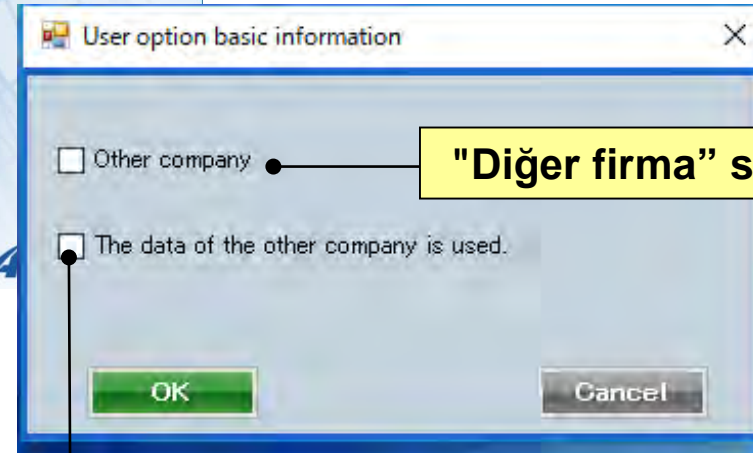 User option basic information
Other company
"Diğer firma” s
The data of the other company is used.
OK
Cancel